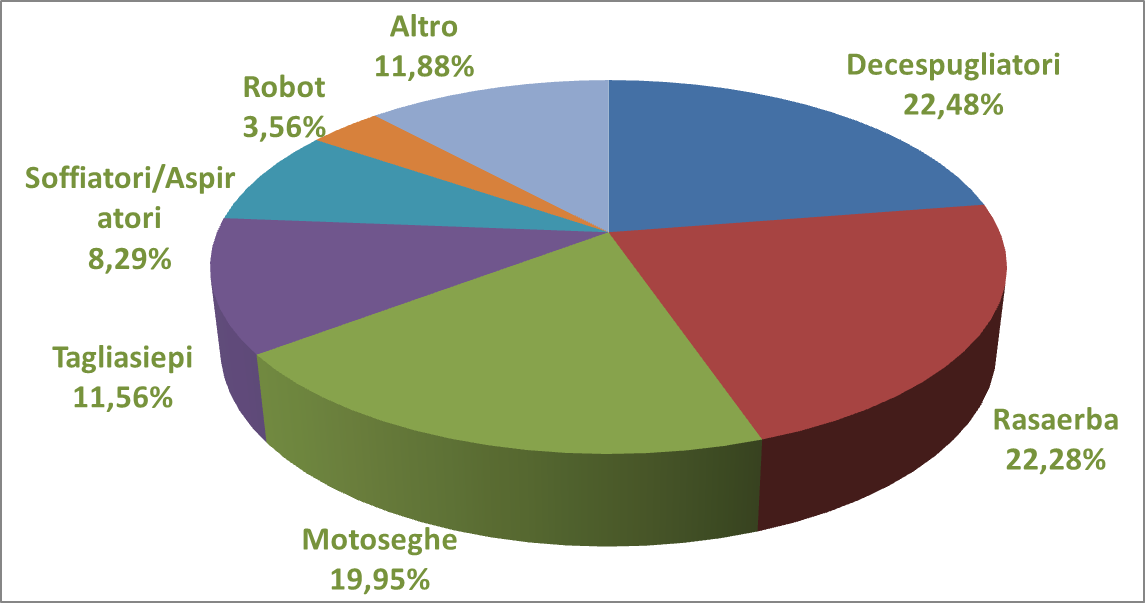 Altro
11,88%
Decespugliatori
22,48%
Robot
3,56%
Soffiatori/Aspir
atori
8,29%
Tagliasiepi
11,56%
Rasaerba
22,28%
Motoseghe
19,95%